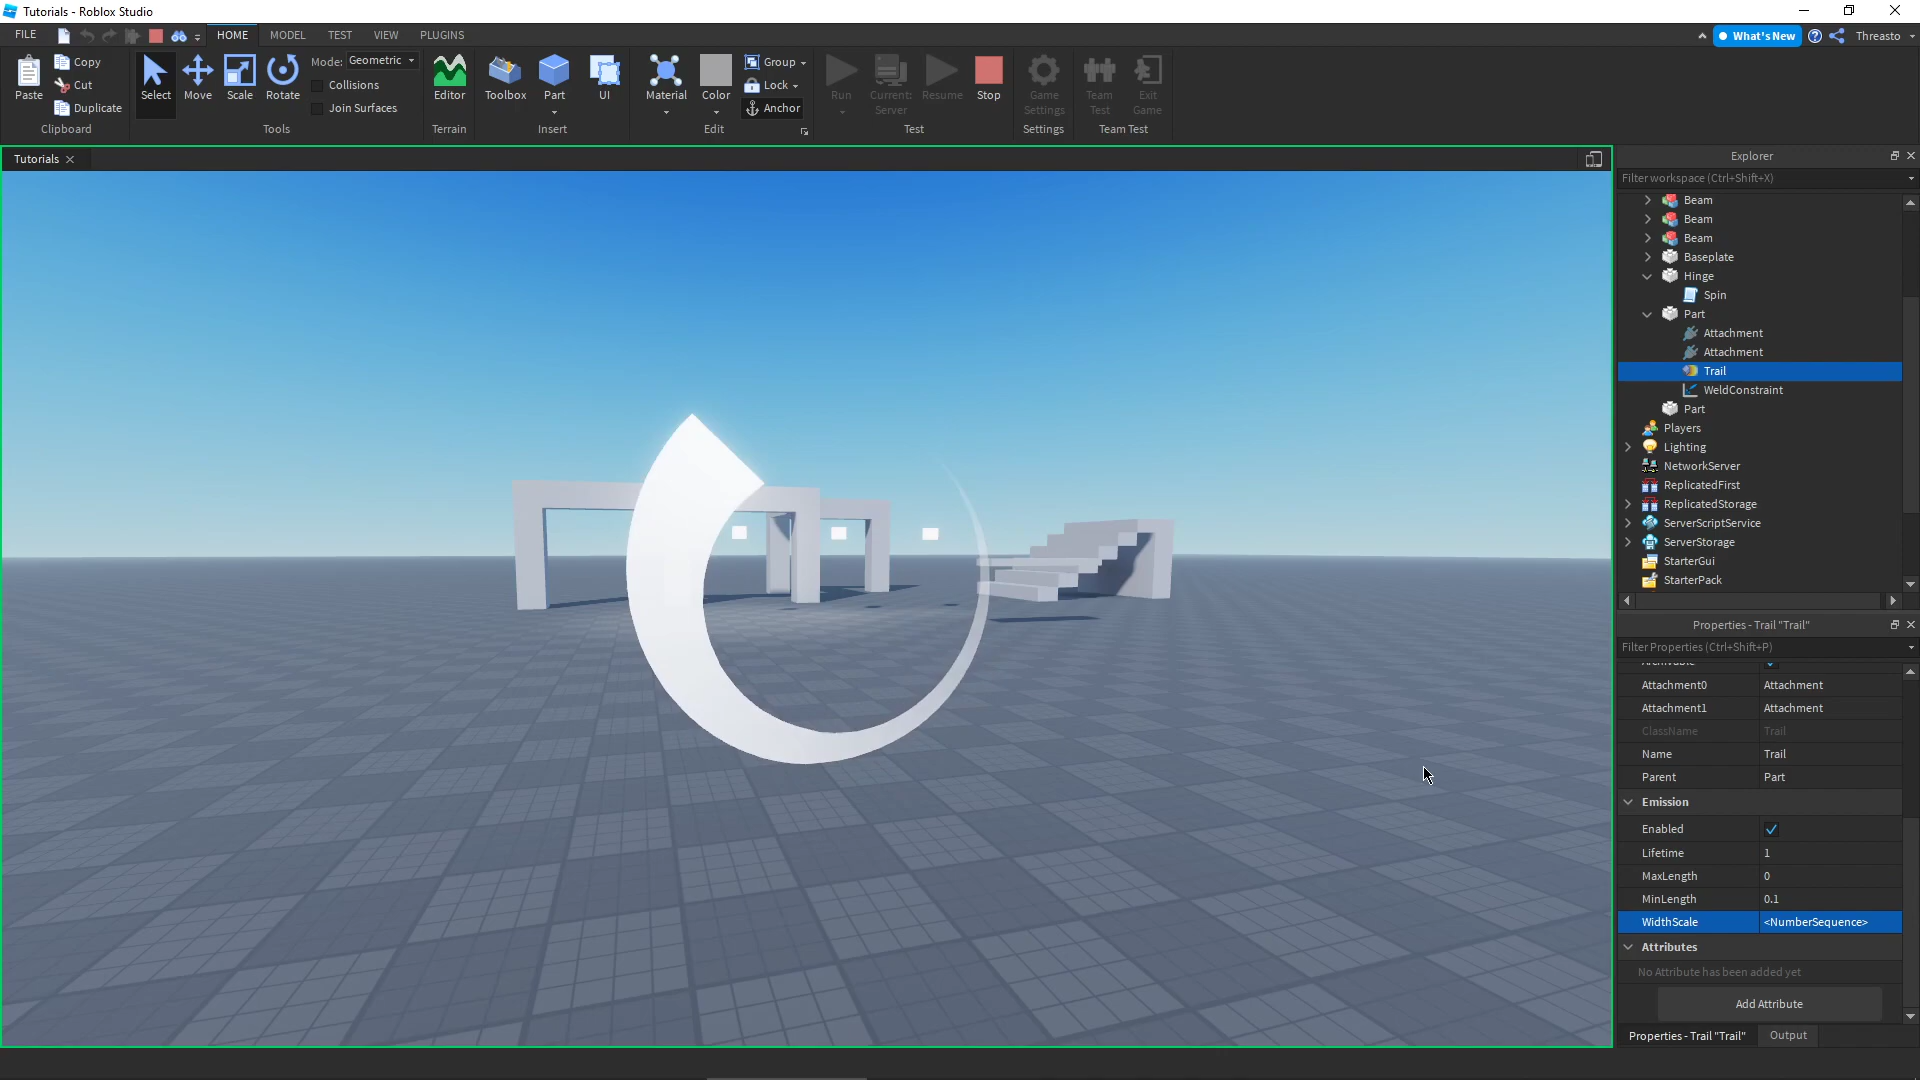 Tutorials - Roblox Studio
FILE
HOME
MODEL
TEST
VIEW
PLUGINS
What's New
Threasto
Paste
Copy
Cut
Duplicate
Clipboard
Select
Move
Scale
Rotate
Mode: Geometric
Collisions
Join Surfaces
Tools
Editor
Terrain
Toolbox
Part
UI
Insert
Material
Color
Group
Lock
Anchor
Edit
Run
Current:
Server
Resume
Stop
Test
Game
Settings
Settings
Team
Test
Exit
Game
Team Test
Tutorials
Explorer
Filter workspace (Ctrl+Shift+X)
Beam
Beam
Beam
Baseplate
Hinge
Spin
Part
Attachment
Attachment
Trail
WeldConstraint
Part
Players
Lighting
NetworkServer
ReplicatedFirst
ReplicatedStorage
ServerScriptService
ServerStorage
StarterGui
StarterPack
Properties - Trail "Trail"
Filter Properties (Ctrl+Shift+P)
Archivable
Attachment0 Attachment
Attachment1 Attachment
ClassName Trail
Name Trail
Parent Part
Emission
Enabled
Lifetime 1
MaxLength 0
MinLength 0.1
WidthScale <NumberSequence>
Attributes
No Attribute has been added yet
Add Attribute
Properties - Trail "Trail"
Output